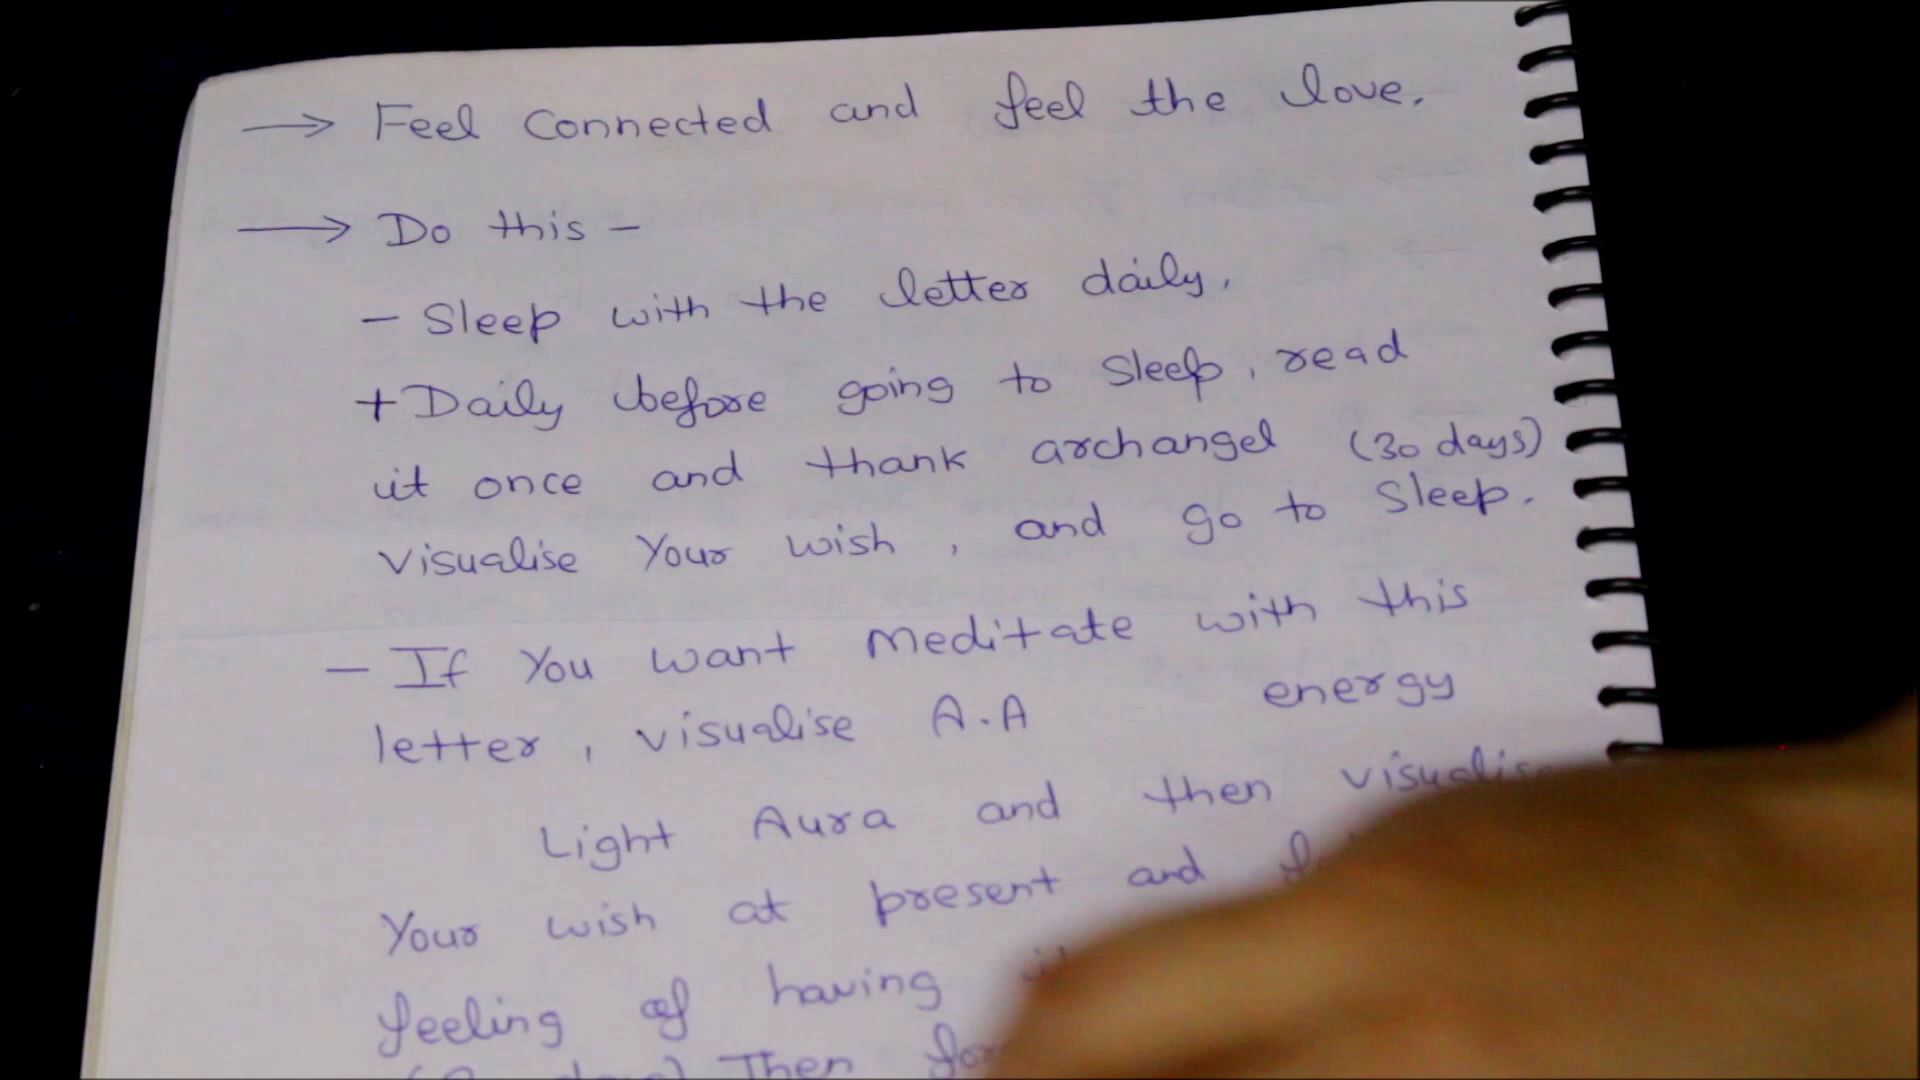 → Feel connected and feel the love.
→ Do this -
- Sleep with the letter daily.
+ Daily before going to sleep, read
it once and thank archangel (30 days)
visualise your wish, and go to sleep.
- If you want meditate with this
letter, visualise A.A energy
Light Aura and then visualise
your wish at present and
feeling of having
days) Then